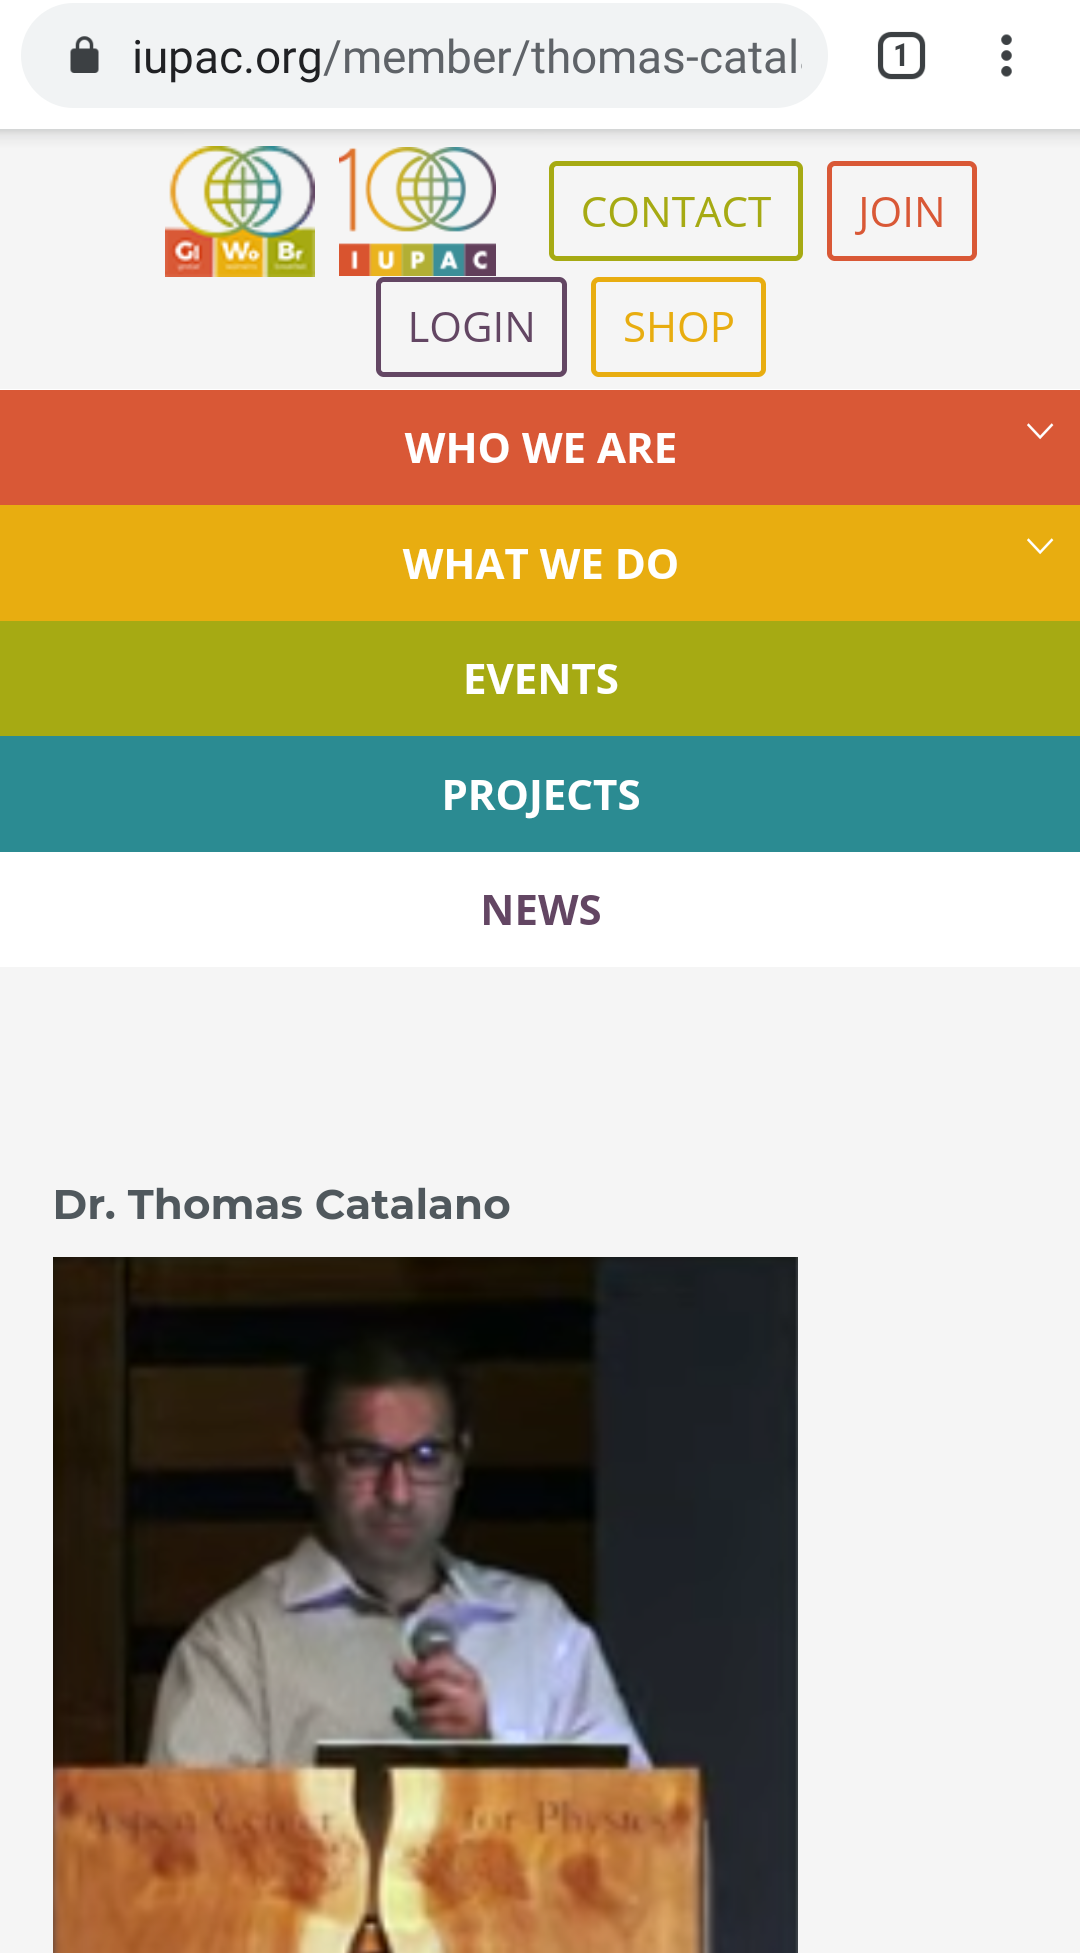 iupac.org/member/thomas-catal
1
Gl Wo Br
100
I U P A C
CONTACT
JOIN
LOGIN
SHOP
WHO WE ARE
WHAT WE DO
EVENTS
PROJECTS
NEWS
Dr. Thomas Catalano
Aspen Center for Physics